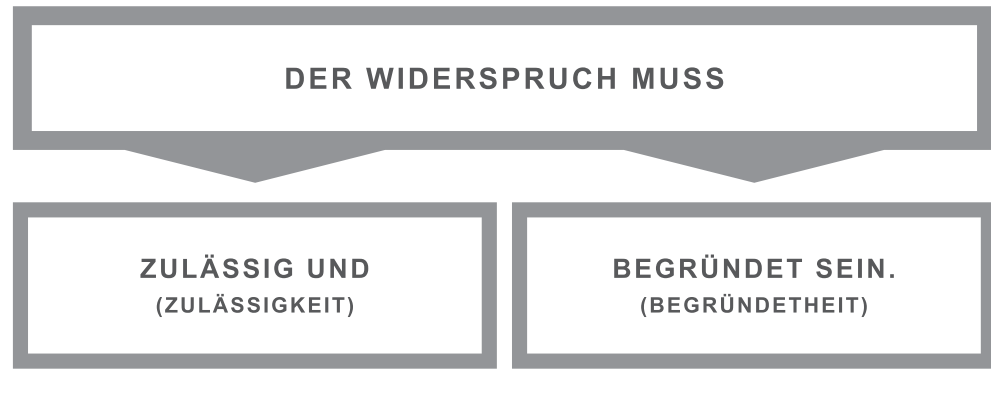 DER WIDERSPRUCH MUSS
ZULÄSSIG UND
(ZULÄSSIGKEIT)
BEGRÜNDET SEIN.
(BEGRÜNDETHEIT)